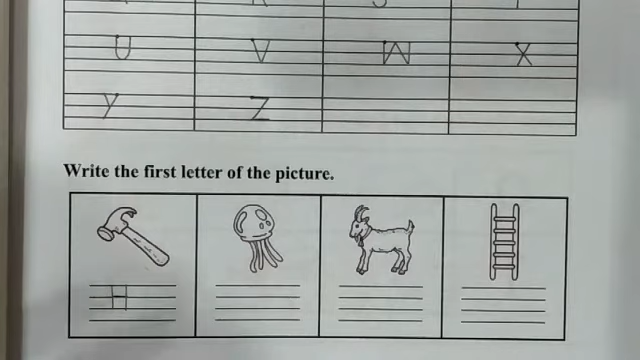 U V W X
Y Z
Write the first letter of the picture.
H